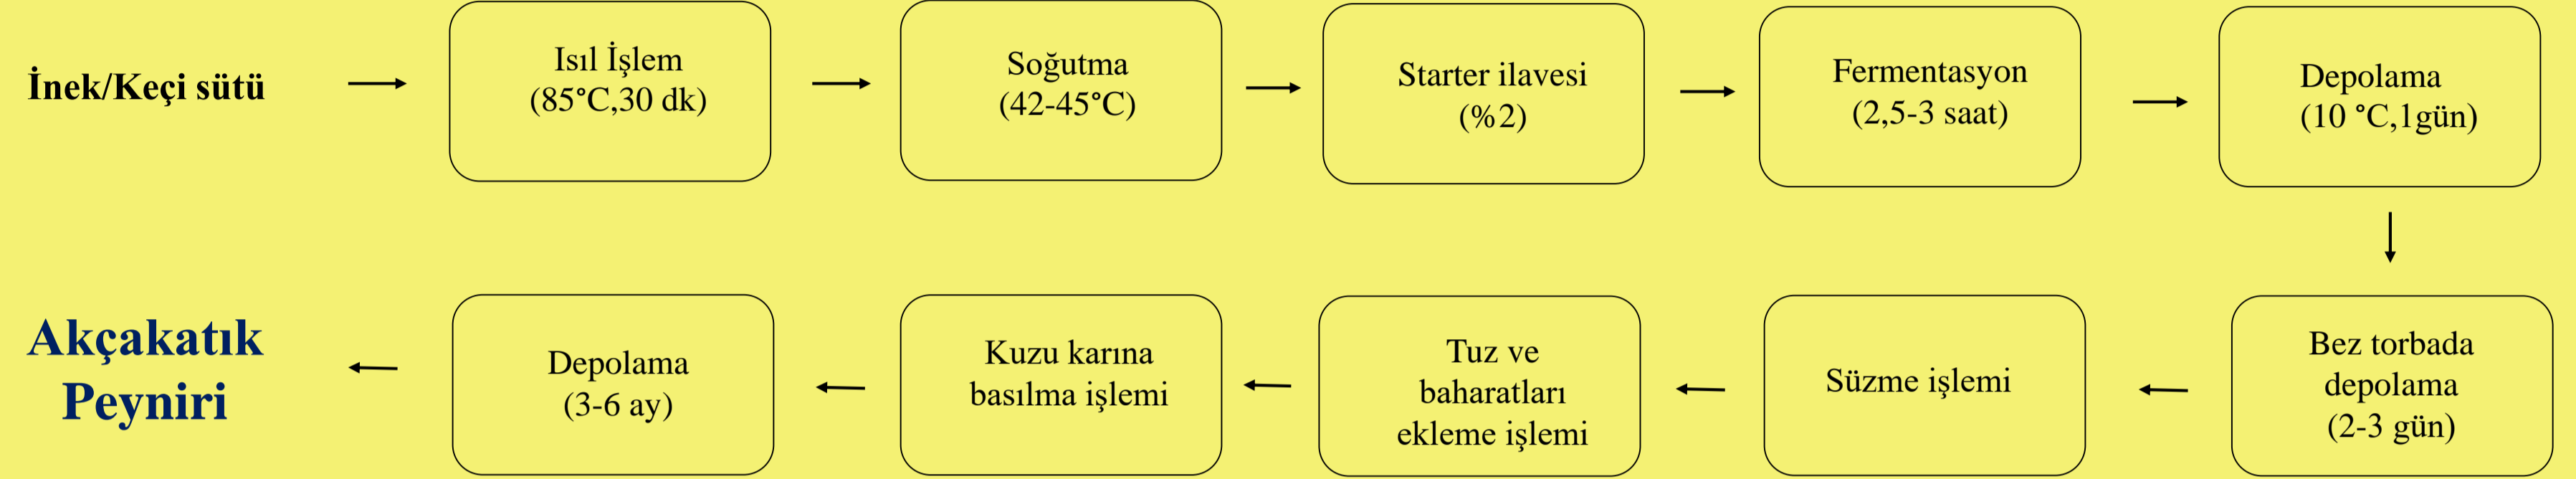 İnek/Keçi sütü
Isıl İşlem
(85°C,30 dk)
Soğutma
(42-45°C)
Starter ilavesi
(%2)
Fermentasyon
(2,5-3 saat)
Depolama
(10 °C,1gün)
Bez torbada
depolama
(2-3 gün)
Süzme işlemi
Tuz ve
baharatları
ekleme işlemi
Kuzu karına
basılma işlemi
Depolama
(3-6 ay)
Akçakatık
Peyniri